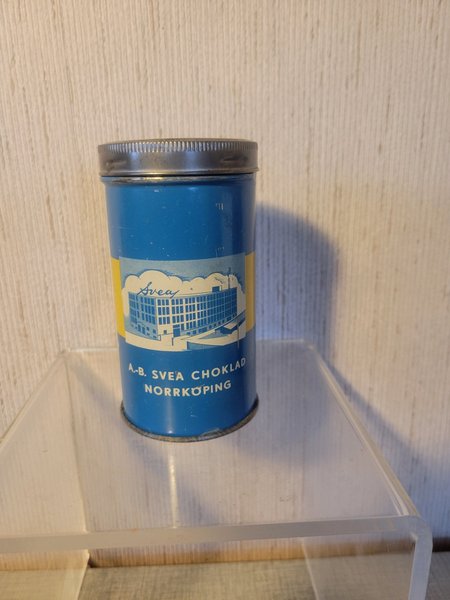 Svea
A.-B. SVEA CHOKLAD
NORRKÖPING